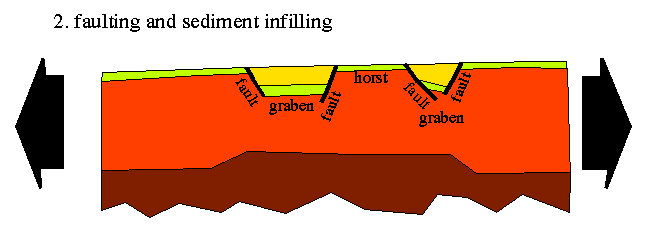 2. faulting and sediment infilling
fault
graben
fault
horst
fault
graben
fault